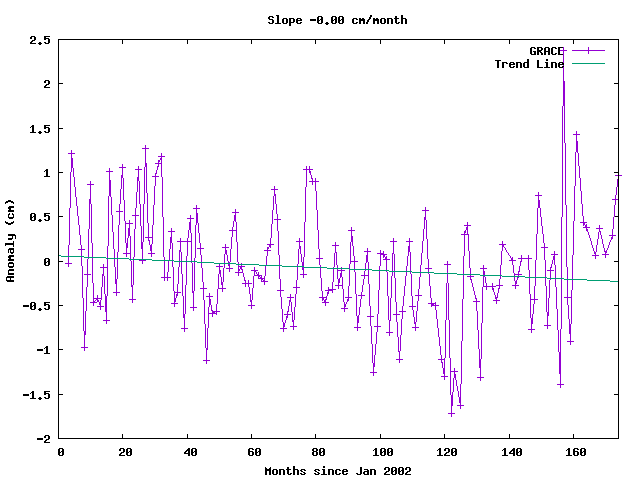 Slope -0.00 cm/month
GRACE
Trend Line
2.5
2
1.5
1
0.5
0
-0.5
-1
-1.5
-2
Anomaly (cm)
0 20 40 60 80 100 120 140 160
Months since Jan 2002